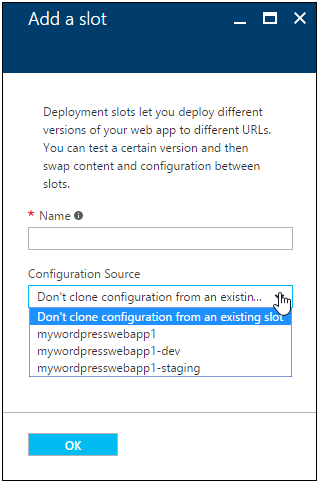 Add a slot
Deployment slots let you deploy different
versions of your web app to different URLs.
You can test a certain version and then
swap content and configuration between
slots.
* Name
Configuration Source
Don't clone configuration from an existin...
Don't clone configuration from an existing slot
mywordpresswebapp1
mywordpresswebapp1-dev
mywordpresswebapp1-staging
OK